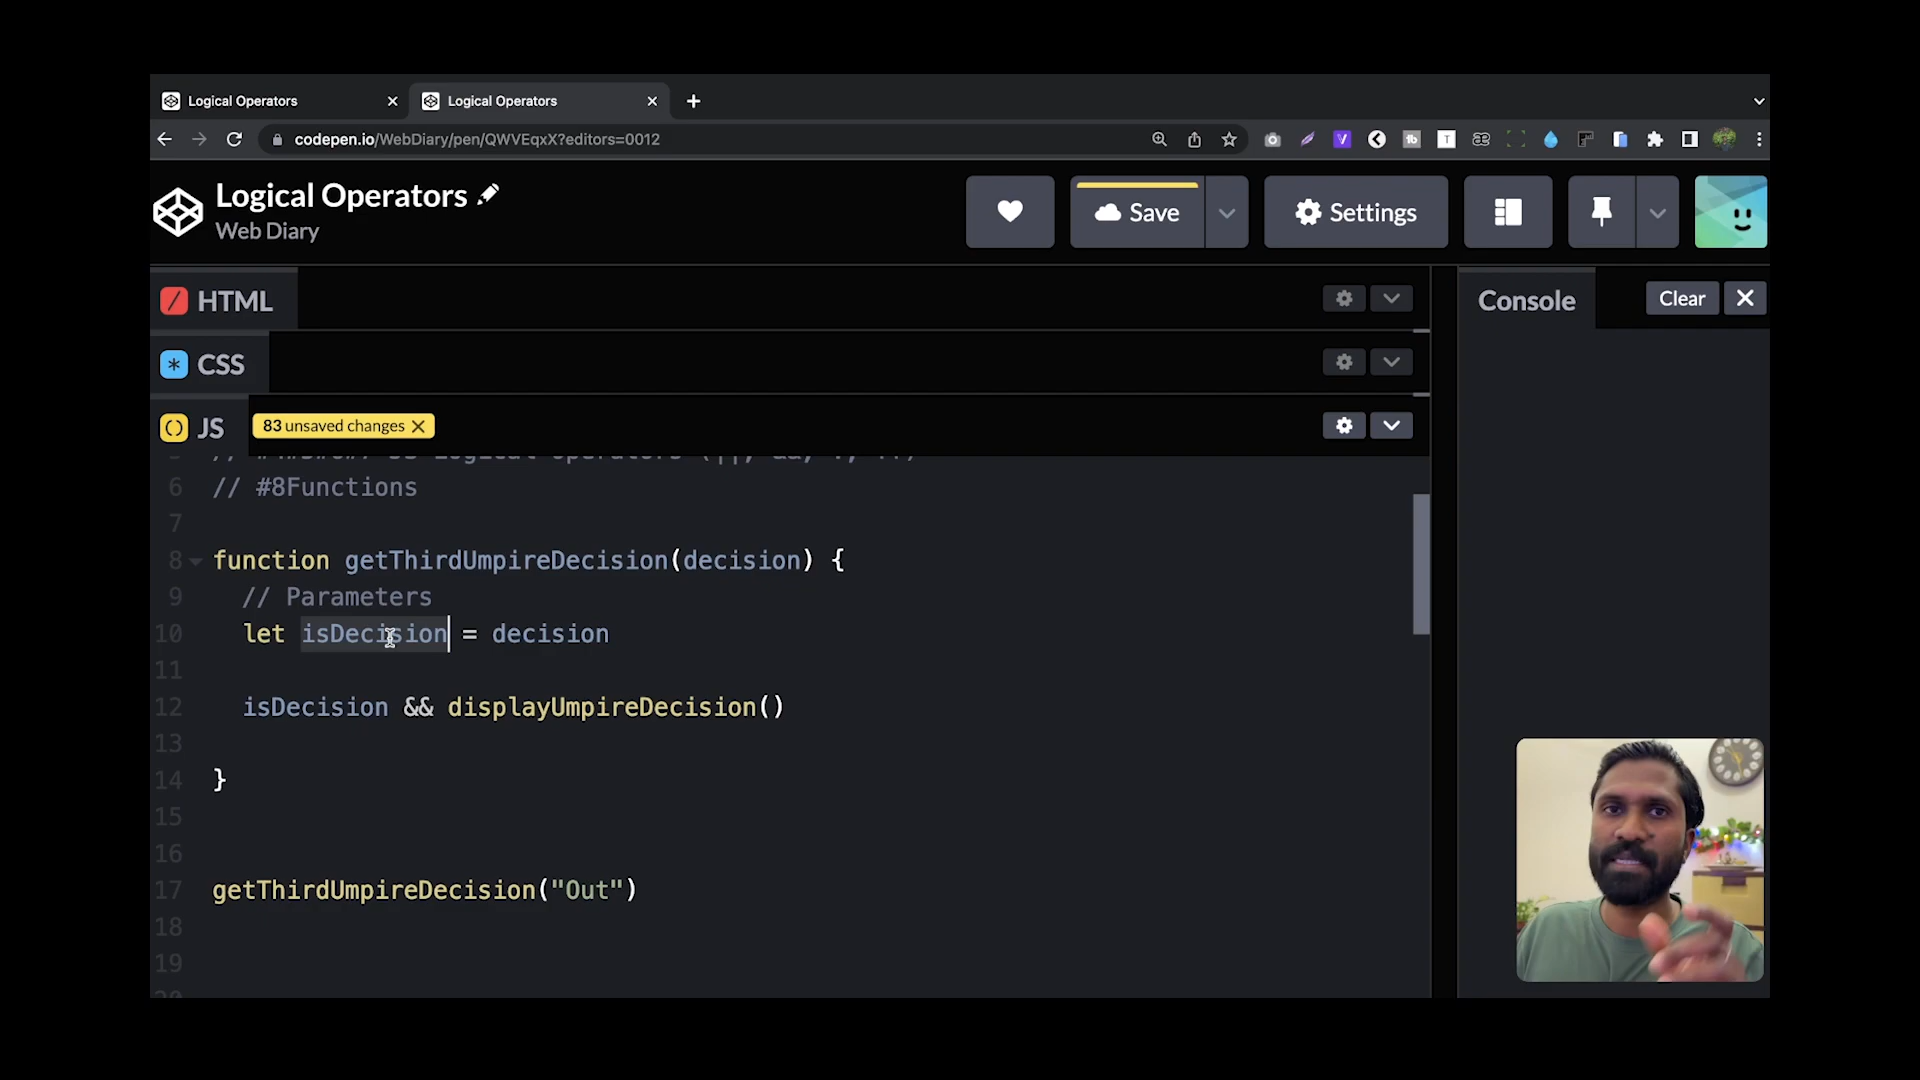 Logical Operators
Logical Operators
codepen.io/WebDiary/pen/QWVEqxX?editors=0012
Logical Operators
Web Diary
Save
Settings
HTML
Console
Clear
CSS
JS
83 unsaved changes
6 // #8Functions
7
8 function getThirdUmpireDecision(decision) {
9 // Parameters
10 let isDecision = decision
11
12 isDecision && displayUmpireDecision()
13
14 }
15
16
17 getThirdUmpireDecision("Out")
18
19